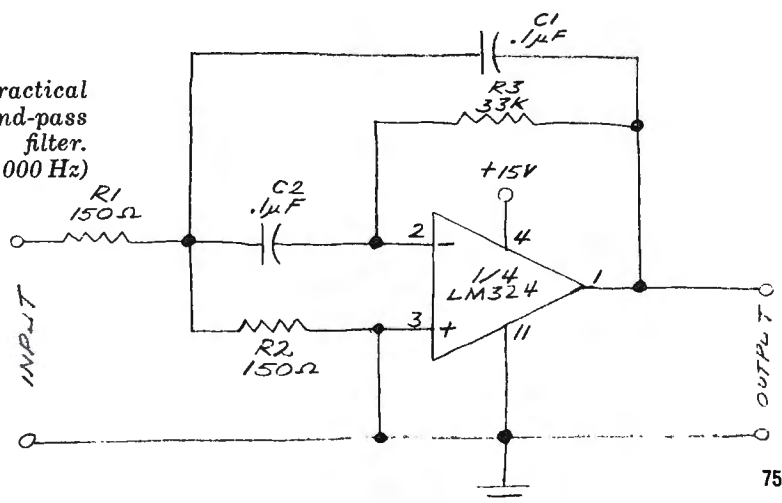 ractical
nd-pass
filter.
000 Hz)
C1
.1µF
R3
33K
+15V
R1
150Ω
C2
.1µF
2
−
4
1/4
LM324
1
3
+
11
R2
150Ω
INPUT
OUTPUT
75